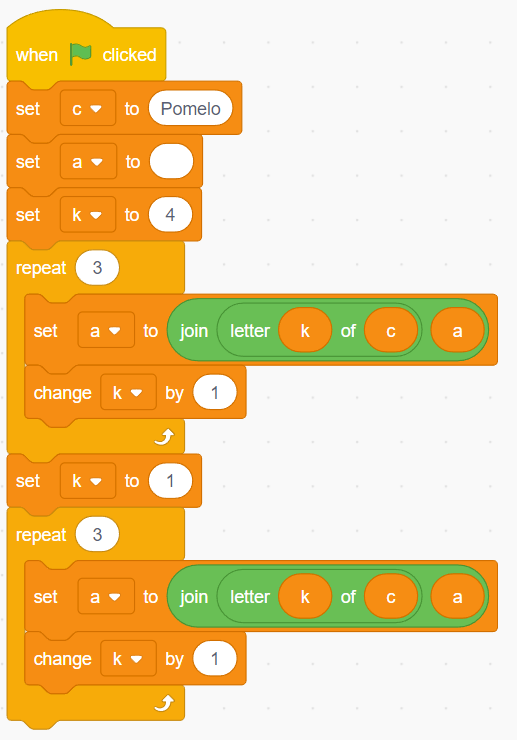 when clicked
set c to Pomelo
set a to
set k to 4
repeat 3
set a to join letter k of c a
change k by 1
set k to 1
repeat 3
set a to join letter k of c a
change k by 1